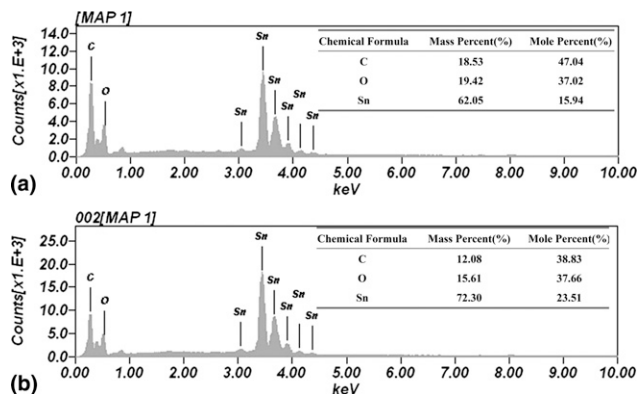 [MAP 1]
Counts[x1.E+3]
14.0
12.0
10.0
8.0
6.0
4.0
2.0
0.0
C
O
Sn
Sn
Sn
Sn
Sn
Sn
Chemical Formula Mass Percent(%) Mole Percent(%)
C 18.53 47.04
O 19.42 37.02
Sn 62.05 15.94
0.00 1.00 2.00 3.00 4.00 5.00 6.00 7.00 8.00 9.00 10.00
keV
(a)
002[MAP 1]
Counts[x1.E+3]
25.0
20.0
15.0
10.0
5.0
0.0
C
O
Sn
Sn
Sn
Sn
Sn
Sn
Chemical Formula Mass Percent(%) Mole Percent(%)
C 12.08 38.83
O 15.61 37.66
Sn 72.30 23.51
0.00 1.00 2.00 3.00 4.00 5.00 6.00 7.00 8.00 9.00 10.00
keV
(b)